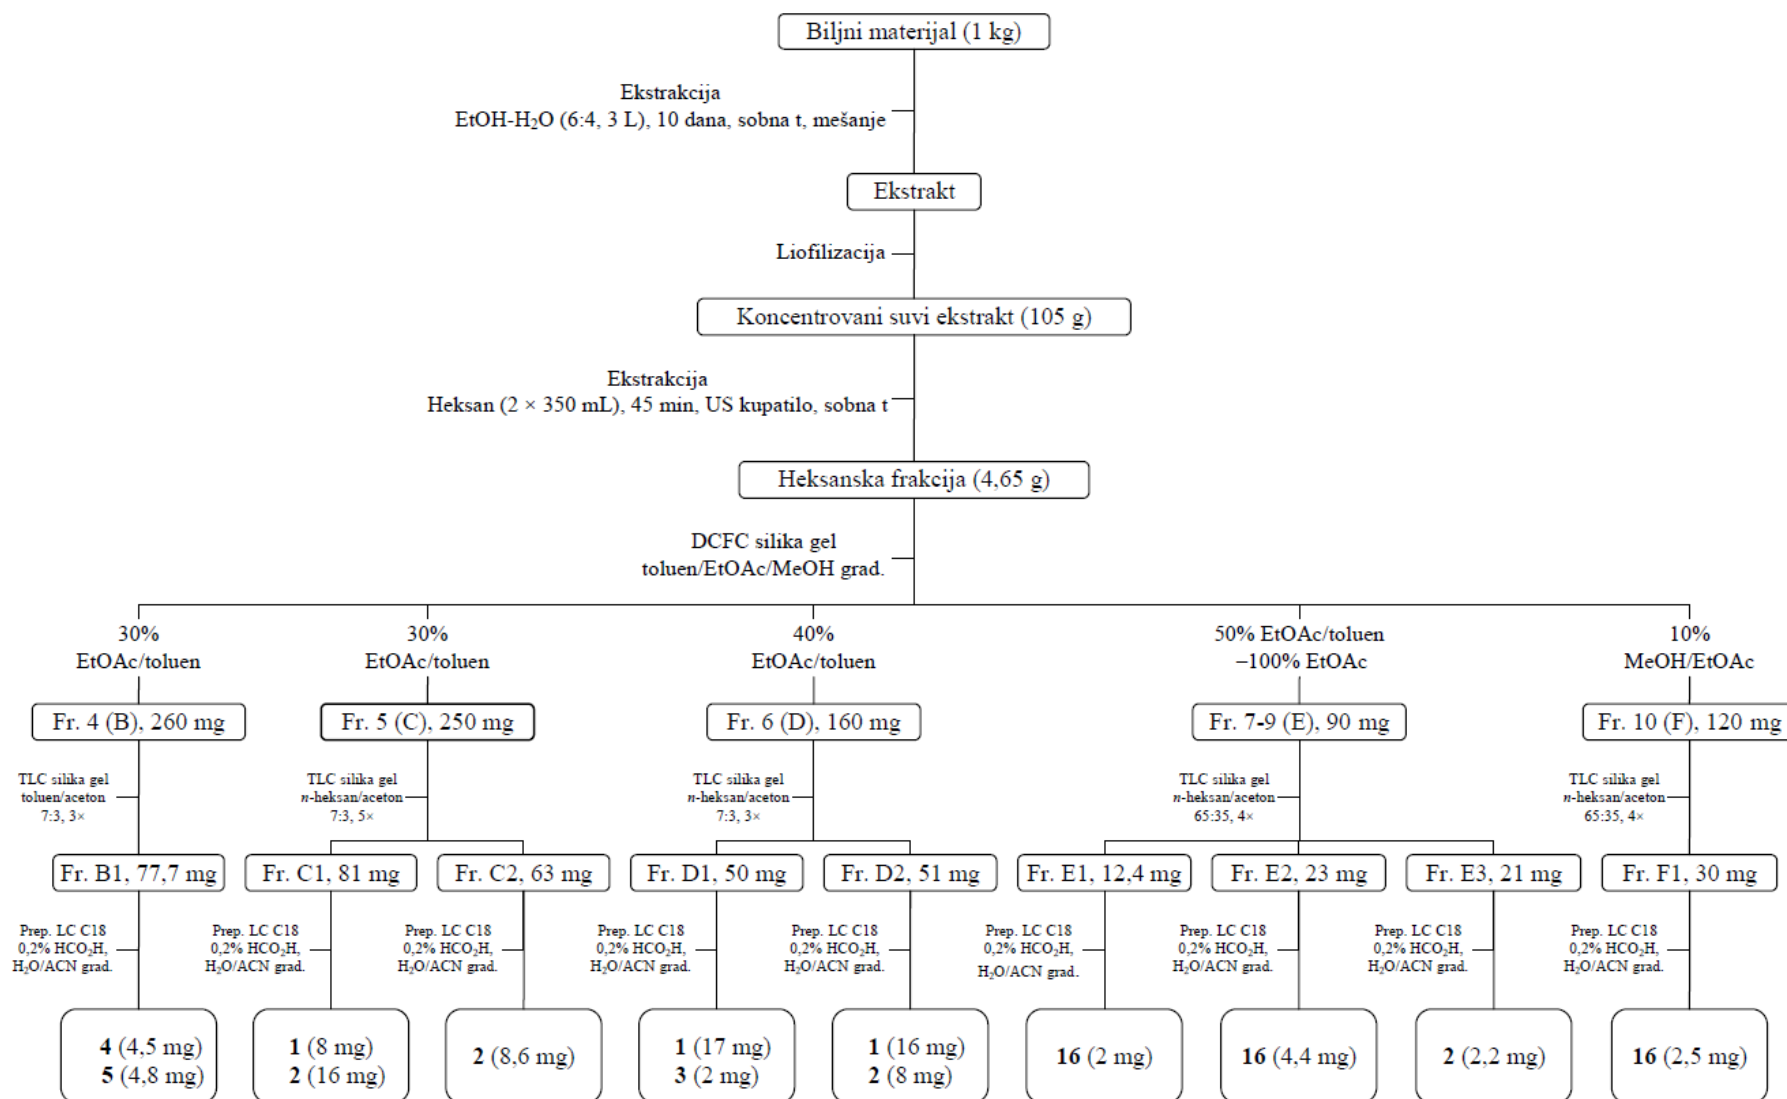 Biljni materijal (1 kg)
Ekstrakcija
EtOH-H₂O (6:4, 3 L), 10 dana, sobna t, mešanje
Ekstrakt
Liofilizacija
Koncentrovani suvi ekstrakt (105 g)
Ekstrakcija
Heksan (2 × 350 mL), 45 min, US kupatilo, sobna t
Heksanska frakcija (4,65 g)
DCFC silika gel
toluen/EtOAc/MeOH grad.
30%
EtOAc/toluen
30%
EtOAc/toluen
40%
EtOAc/toluen
50% EtOAc/toluen
–100% EtOAc
10%
MeOH/EtOAc
Fr. 4 (B), 260 mg
Fr. 5 (C), 250 mg
Fr. 6 (D), 160 mg
Fr. 7-9 (E), 90 mg
Fr. 10 (F), 120 mg
TLC silika gel
toluen/aceton
7:3, 3×
TLC silika gel
n-heksan/aceton
7:3, 5×
TLC silika gel
n-heksan/aceton
7:3, 3×
TLC silika gel
n-heksan/aceton
65:35, 4×
TLC silika gel
n-heksan/aceton
65:35, 4×
Fr. B1, 77,7 mg
Fr. C1, 81 mg
Fr. C2, 63 mg
Fr. D1, 50 mg
Fr. D2, 51 mg
Fr. E1, 12,4 mg
Fr. E2, 23 mg
Fr. E3, 21 mg
Fr. F1, 30 mg
Prep. LC C18
0,2% HCO₂H,
H₂O/ACN grad.
Prep. LC C18
0,2% HCO₂H,
H₂O/ACN grad.
Prep. LC C18
0,2% HCO₂H,
H₂O/ACN grad.
Prep. LC C18
0,2% HCO₂H,
H₂O/ACN grad.
Prep. LC C18
0,2% HCO₂H,
H₂O/ACN grad.
Prep. LC C18
0,2% HCO₂H,
H₂O/ACN grad.
Prep. LC C18
0,2% HCO₂H,
H₂O/ACN grad.
Prep. LC C18
0,2% HCO₂H,
H₂O/ACN grad.
Prep. LC C18
0,2% HCO₂H,
H₂O/ACN grad.
4 (4,5 mg)
5 (4,8 mg)
1 (8 mg)
2 (16 mg)
2 (8,6 mg)
1 (17 mg)
3 (2 mg)
1 (16 mg)
2 (8 mg)
16 (2 mg)
16 (4,4 mg)
2 (2,2 mg)
16 (2,5 mg)